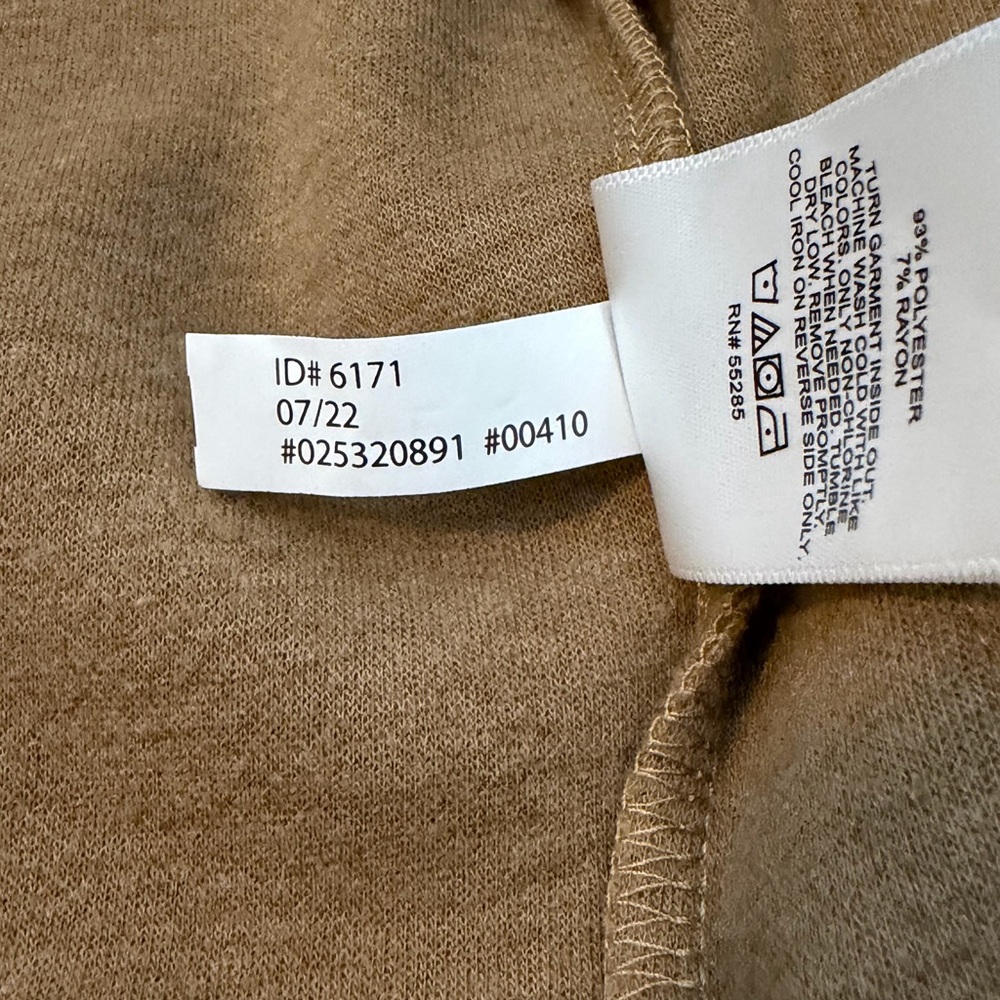 ID# 6171
07/22
#025320891 #00410
93% POLYESTER
7% RAYON
TURN GARMENT INSIDE OUT.
MACHINE WASH COLD WITH LIKE
COLORS. ONLY NON-CHLORINE
BLEACH WHEN NEEDED. TUMBLE
DRY LOW. REMOVE PROMPTLY.
COOL IRON ON REVERSE SIDE ONLY.
RN# 55285